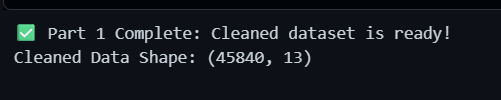 ✅ Part 1 Complete: Cleaned dataset is ready!
Cleaned Data Shape: (45840, 13)